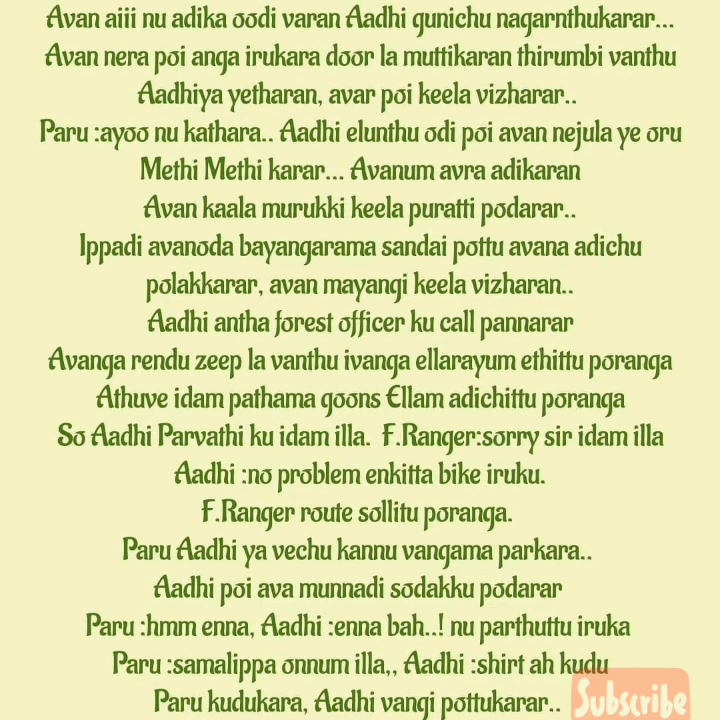 Avan aiii nu adika oodi varan Aadhi gunichu nagarnthukarar...
Avan nera poi anga irukara door la muttikaran thirumbi vanthu
Aadhiya yetharan, avar poi keela vizharar..
Paru :ayoo nu kathara.. Aadhi elunthu odi poi avan nejula ye oru
Methi Methi karar... Avanum avra adikaran
Avan kaala murukki keela puratti podarar..
Ippadi avanoda bayangarama sandai pottu avana adichu
polakkarar, avan mayangi keela vizharan..
Aadhi antha forest officer ku call pannarar
Avanga rendu zeep la vanthu ivanga ellarayum ethittu poranga
Athuve idam pathama goons Ellam adichittu poranga
So Aadhi Parvathi ku idam illa.  F.Ranger:sorry sir idam illa
Aadhi :no problem enkitta bike iruku.
F.Ranger route sollitu poranga.
Paru Aadhi ya vechu kannu vangama parkara..
Aadhi poi ava munnadi sodakku podarar
Paru :hmm enna, Aadhi :enna bah..! nu parthuttu iruka
Paru :samalippa onnum illa,, Aadhi :shirt ah kudu
Paru kudukara, Aadhi vangi pottukarar..
Subscribe